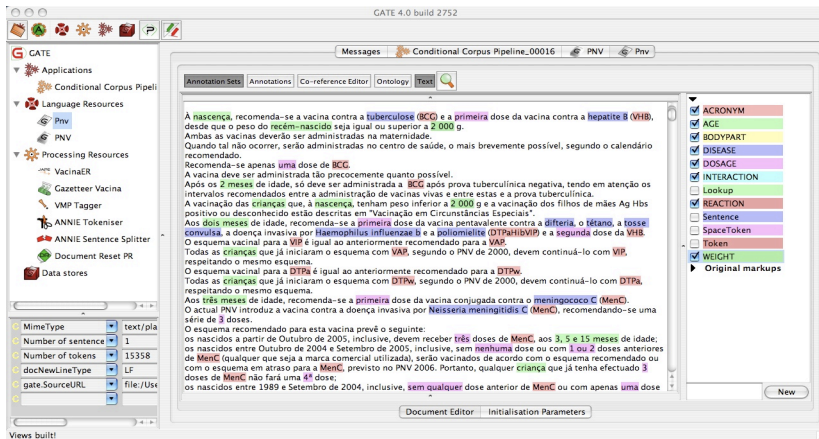 GATE 4.0 build 2752
Messages Conditional Corpus Pipeline_00016 PNV Pnv
GATE
Applications
Conditional Corpus Pipeli
Language Resources
Pnv
PNV
Processing Resources
VacinaER
Gazetteer Vacina
VMP Tagger
ANNIE Tokeniser
ANNIE Sentence Splitter
Document Reset PR
Data stores
MimeType text/pla
Number of sentence 1
Number of tokens 15358
docNewLineType LF
gate.SourceURL file:/Use
Views built!
Annotation Sets Annotations Co-reference Editor Ontology Text
À nascença, recomenda-se a vacina contra a tuberculose (BCG) e a primeira dose da vacina contra a hepatite B (VHB),
desde que o peso do recém-nascido seja igual ou superior a 2 000 g.
Ambas as vacinas deverão ser administradas na maternidade.
Quando tal não ocorrer, serão administradas no centro de saúde, o mais brevemente possível, segundo o calendário
recomendado.
Recomenda-se apenas uma dose de BCG.
A vacina deve ser administrada tão precocemente quanto possível.
Após os 2 meses de idade, só deve ser administrada a BCG após prova tuberculínica negativa, tendo em atenção os
intervalos recomendados entre a administração de vacinas vivas e entre estas e a prova tuberculínica.
A vacinação das crianças que, à nascença, tenham peso inferior a 2 000 g e a vacinação dos filhos de mães Ag Hbs
positivo ou desconhecido estão descritas em "Vacinação em Circunstâncias Especiais".
Aos dois meses de idade, recomenda-se a primeira dose da vacina pentavalente contra a difteria, o tétano, a tosse
convulsa, a doença invasiva por Haemophilus influenzae b e a poliomielite (DTPaHibVIP) e a segunda dose da VHB.
O esquema vacinal para a VIP é igual ao anteriormente recomendado para a VAP.
Todas as crianças que já iniciaram o esquema com VAP, segundo o PNV de 2000, devem continuá-lo com VIP,
respeitando o mesmo esquema.
O esquema vacinal para a DTPa é igual ao anteriormente recomendado para a DTPw.
Todas as crianças que já iniciaram o esquema com DTPw, segundo o PNV de 2000, devem continuá-lo com DTPa,
respeitando o mesmo esquema.
Aos três meses de idade, recomenda-se a primeira dose da vacina conjugada contra o meningococo C (MenC).
O actual PNV introduz a vacina contra a doença invasiva por Neisseria meningitidis C (MenC), recomendando-se uma
série de 3 doses.
O esquema recomendado para esta vacina prevê o seguinte:
os nascidos a partir de Outubro de 2005, inclusive, devem receber três doses de MenC, aos 3, 5 e 15 meses de idade;
os nascidos entre Outubro de 2004 e Setembro de 2005, inclusive, sem nenhuma dose ou com 1 ou 2 doses anteriores
de MenC (qualquer que seja a marca comercial utilizada), serão vacinados de acordo com o esquema recomendado ou
com o esquema em atraso para a MenC, previsto no PNV 2006. Portanto, qualquer criança que já tenha efectuado 3
doses de MenC não fará uma 4ª dose;
os nascidos entre 1989 e Setembro de 2004, inclusive, sem qualquer dose anterior de MenC ou com apenas uma dose
ACRONYM
AGE
BODYPART
DISEASE
DOSAGE
INTERACTION
Lookup
REACTION
Sentence
SpaceToken
Token
WEIGHT
Original markups
New
Document Editor Initialisation Parameters